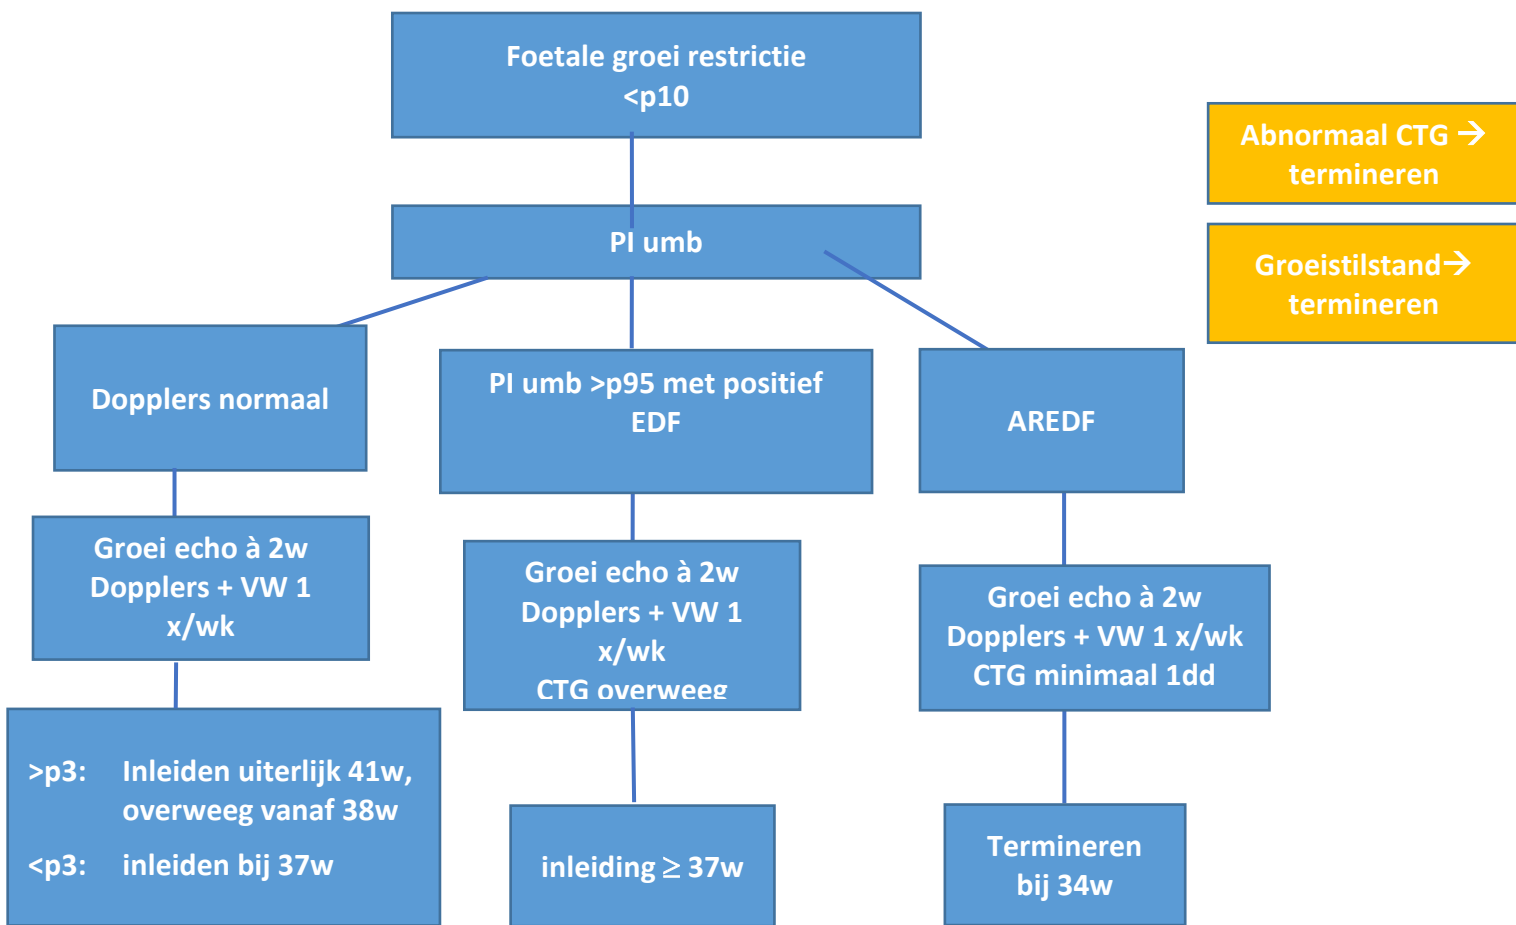 Foetale groei restrictie
<p10
Abnormaal CTG →
termineren
PI umb
Groeistilstand→
termineren
Dopplers normaal
PI umb >p95 met positief
EDF
AREDF
Groei echo à 2w
Dopplers + VW 1
x/wk
Groei echo à 2w
Dopplers + VW 1
x/wk
CTG overweeg
Groei echo à 2w
Dopplers + VW 1 x/wk
CTG minimaal 1dd
>p3: Inleiden uiterlijk 41w,
overweeg vanaf 38w
<p3: inleiden bij 37w
inleiding ≥ 37w
Termineren
bij 34w